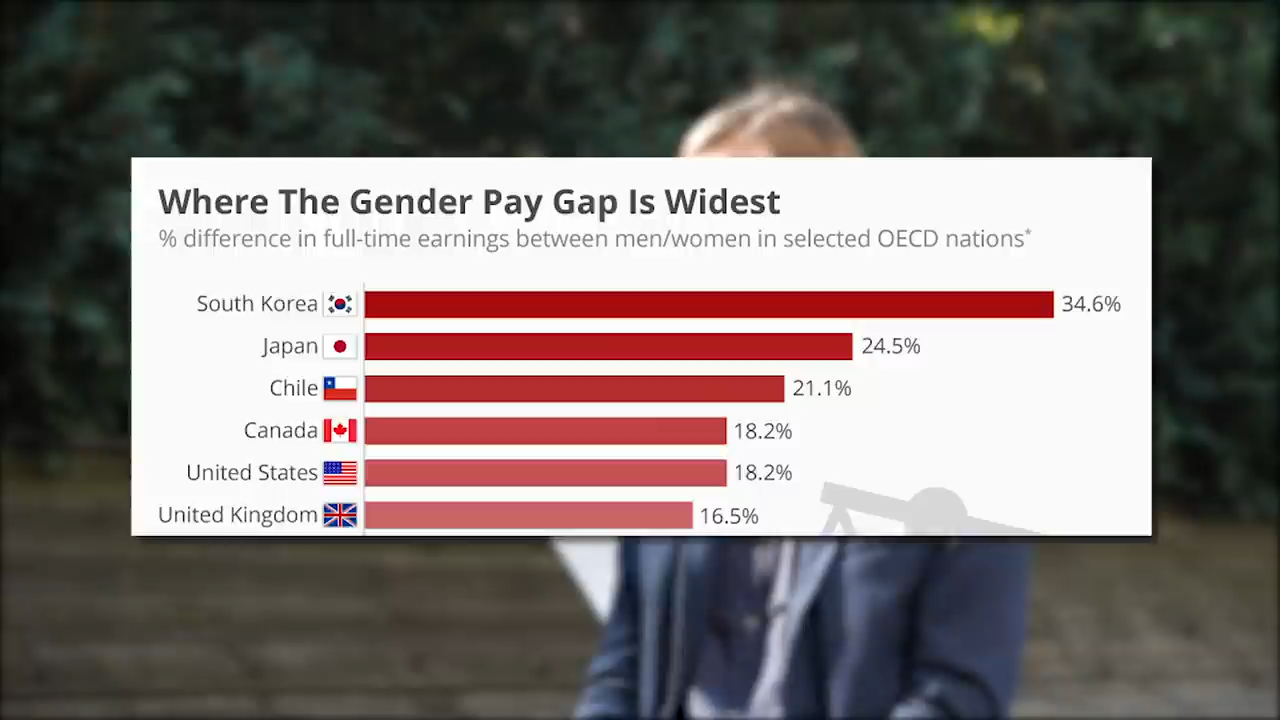 Where The Gender Pay Gap Is Widest
% difference in full-time earnings between men/women in selected OECD nations*
South Korea 34.6%
Japan 24.5%
Chile 21.1%
Canada 18.2%
United States 18.2%
United Kingdom 16.5%